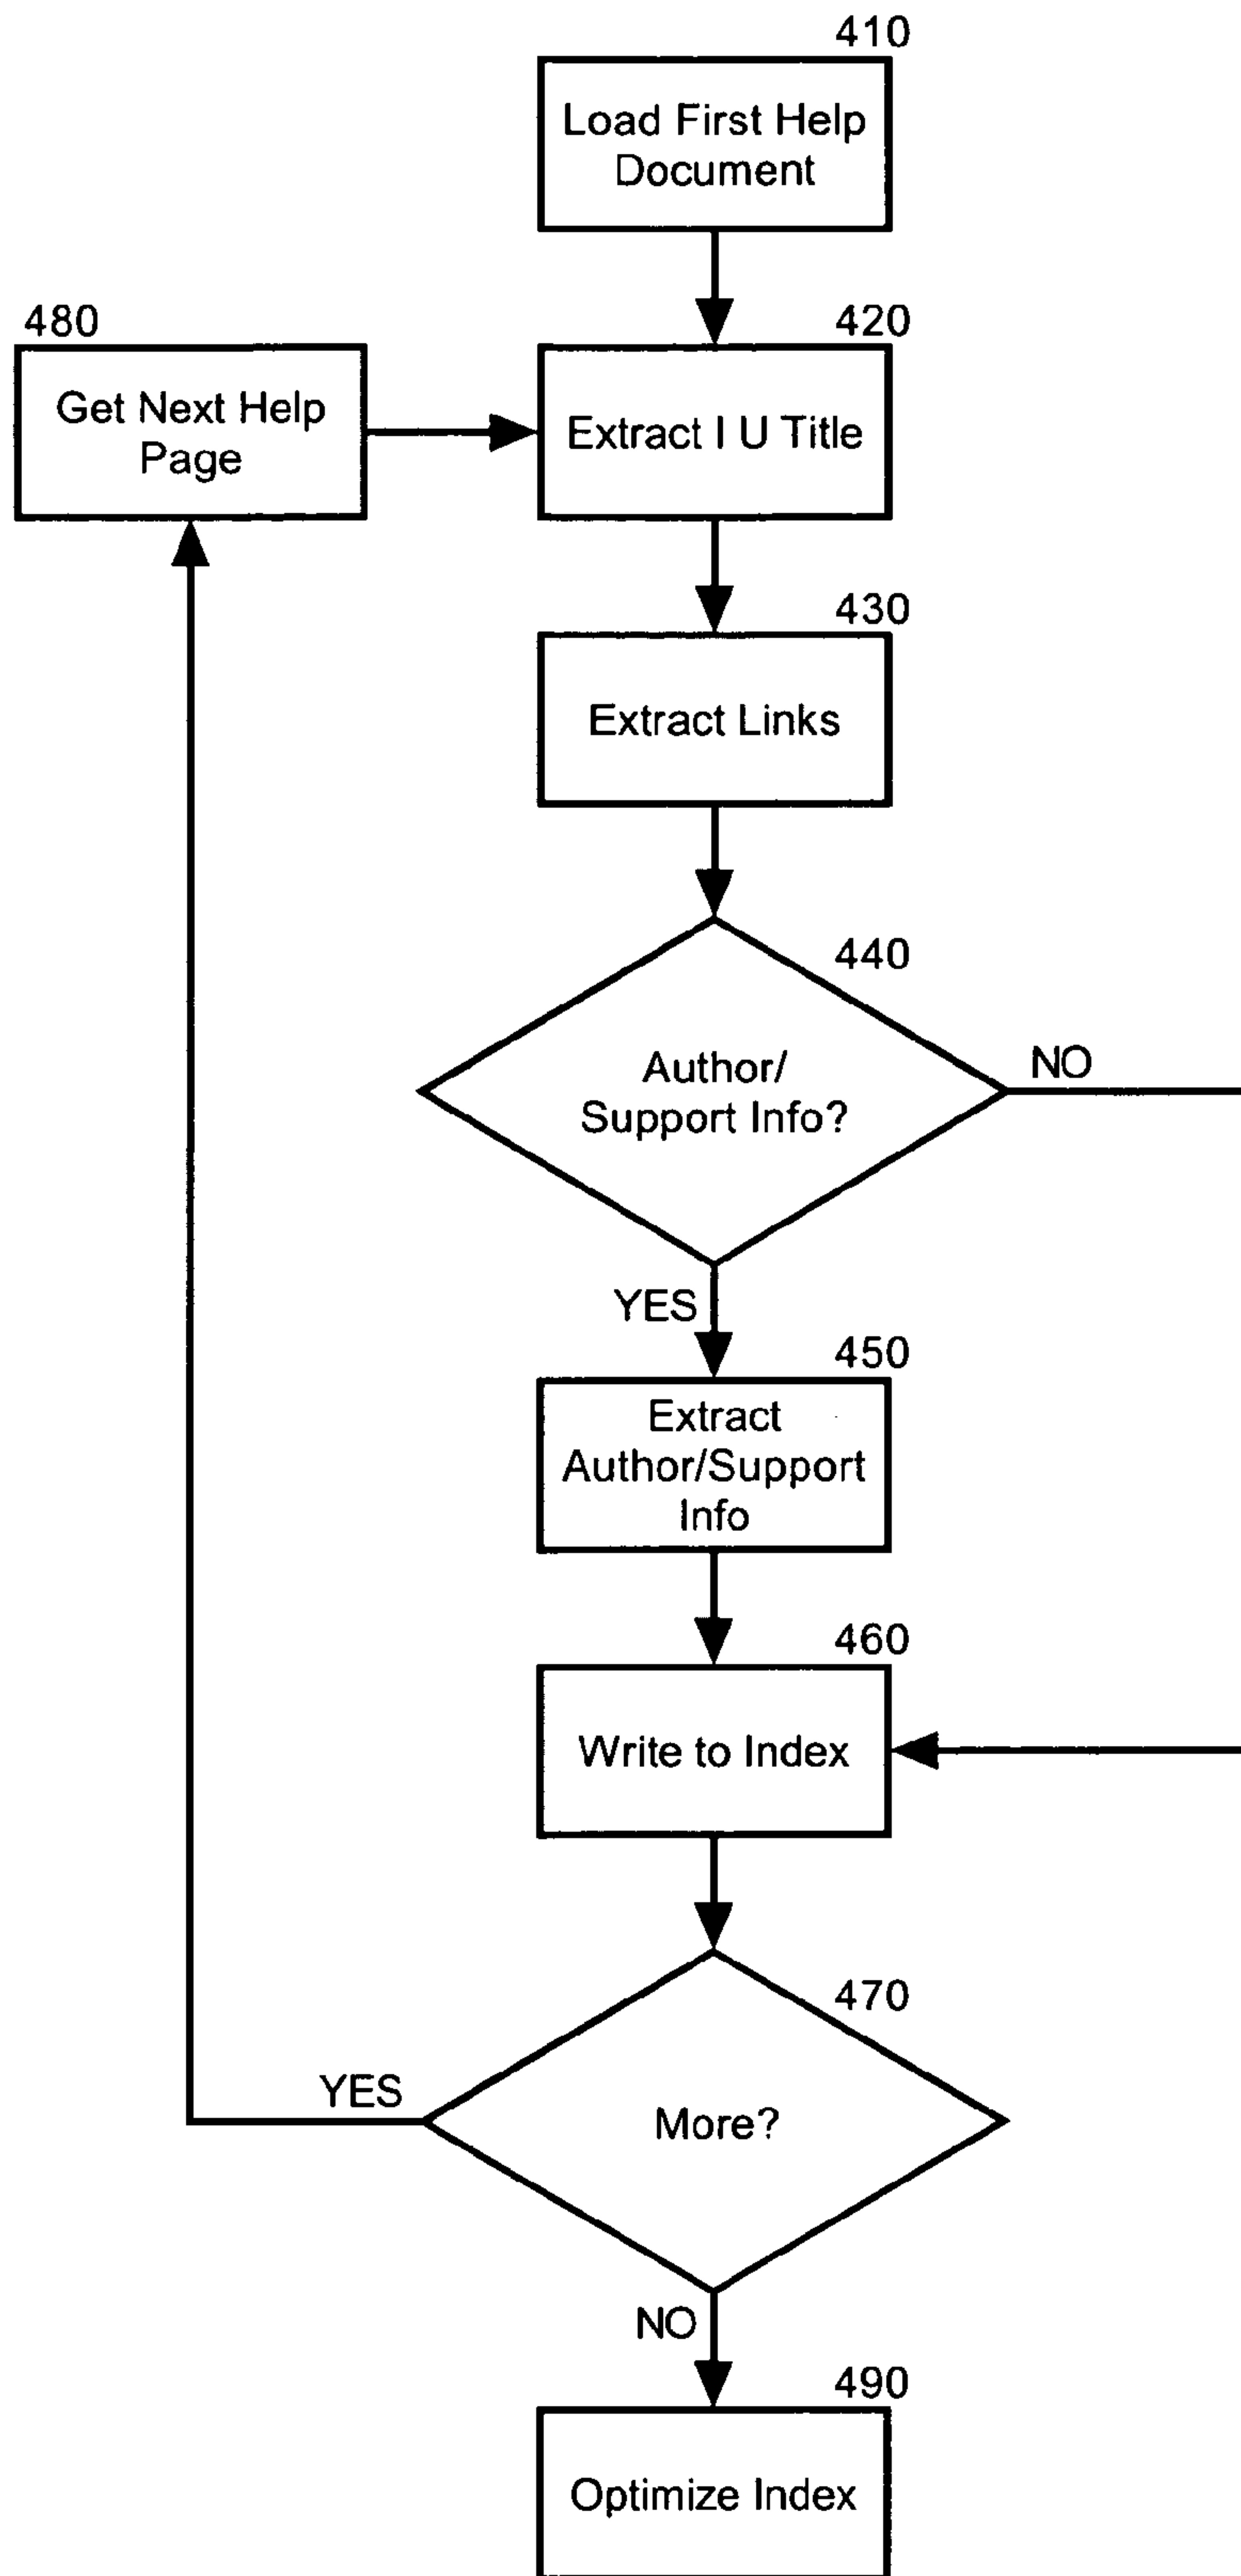 410
Load First Help
Document
480
420
Get Next Help
Page
Extract I U Title
430
Extract Links
440
Author/
Support Info?
NO
YES
450
Extract
Author/Support
Info
460
Write to Index
470
YES
More?
NO
490
Optimize Index